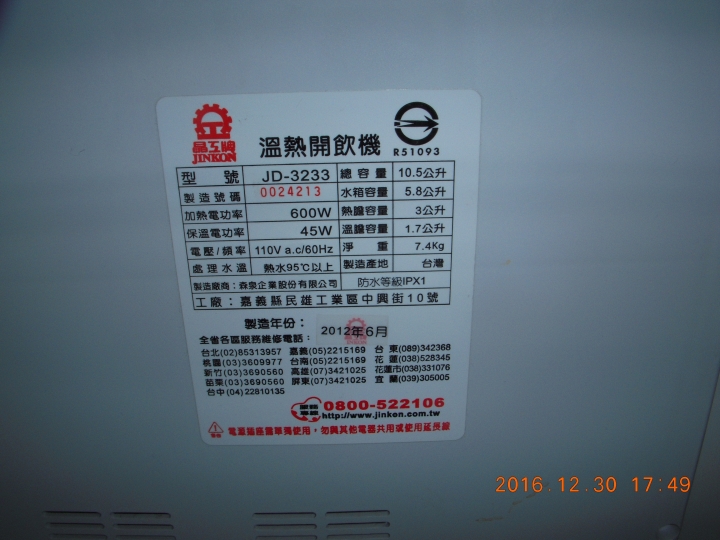 晶工牌
JINKON
溫熱開飲機
R51093
型 號 JD-3233 總容量 10.5公升
製造號碼 0024213 水箱容量 5.8公升
加熱電功率 600W 熱膽容量 3公升
保溫電功率 45W 溫膽容量 1.7公升
電壓/頻率 110V a.c/60Hz 淨 重 7.4Kg
處理水溫 熱水95℃以上 製造產地 台灣
製造廠商：森泉企業股份有限公司 防水等級IPX1
工廠：嘉義縣民雄工業區中興街10號
製造年份：2012年6月
全省各區服務維修電話：
台北(02)85313957 嘉義(05)2215169 台 東(089)342368
桃園(03)3609977 台南(05)2215169 花 蓮(038)528345
新竹(03)3690560 高雄(07)3421025 花蓮市(038)331076
苗栗(03)3690560 屏東(07)3421025 宜 蘭(039)305005
台中(04)22810135
服務專線 0800-522106
http://www.jinkon.com.tw
警告 電源插座需單獨使用，勿與其他電器共用或使用延長線
2016.12.30 17:49